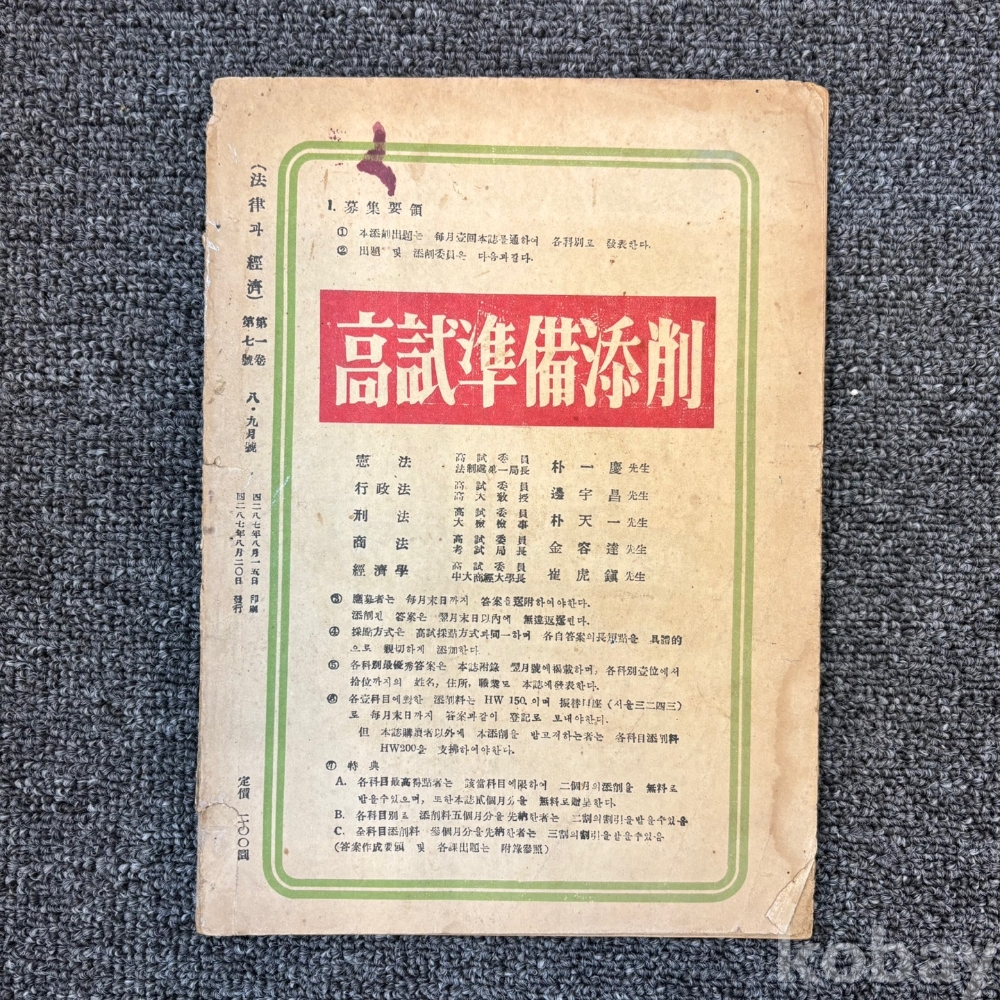 (法律과 經濟) 第一卷 第七號 八·九月號
四二八七年八月一五日 印刷
四二八七年八月二〇日 發行
定價 二〇〇圜
1. 募集要領
① 本添削出題는 每月壹回本誌를通하여 各科別로 發表한다.
② 出題 및 添削委員은 다음과같다.
高試準備添削
憲法 高試委員 法制處第一局長 朴一慶 先生
行政法 高試委員 高大敎授 邊宇昌 先生
刑法 高試委員 大檢檢事 朴天一 先生
商法 高試委員 考試局長 金容達 先生
經濟學 高試委員 中大商經大學長 崔虎鎭 先生
③ 應募者는 每月末日까지 答案을送附하여야한다.
添削된 答案은 翌月末日以內에 無違返還된다.
④ 採點方式은 高試採點方式과同一하며 各自答案의長短點을 具體的
으로 親切하게 添加한다.
⑤ 各科別最優秀答案은 本誌附錄 翌月號에揭載하며, 各科別壹位에서
拾位까지의 姓名, 住所, 職業도 本誌에發表한다.
⑥ 各壹科目에對한 添削料는 HW 150. 이며 振替口座 (서울三二四三)
로 每月末日까지 答案과같이 登記로 보내야한다.
但 本誌購讀者以外에 本添削을 받고저하는者는 各科目添削料
HW200을 支拂하여야한다.
⑦ 特典
A. 各科目最高得點者는 該當科目에限하여 二個月의添削을 無料로
받을수있으며, 또한本誌貳個月分을 無料로贈呈한다.
B. 各科目別로 添削料五個月分을先納한者는 二割의割引을받을수있음
C. 全科目添削料 參個月分을先納한者는 三割의割引을받을수있음
(答案作成要領 및 各課出題는 附錄參照)
kobay